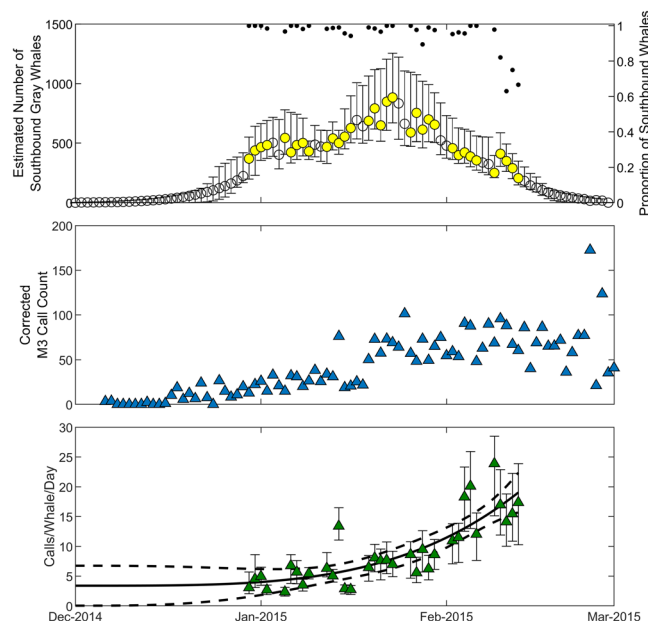 Estimated Number of
Southbound Gray Whales
1500
1000
500
0
1
0.8
0.6
0.4
0.2
0
Proportion of Southbound Whales
Corrected
M3 Call Count
200
150
100
50
0
Calls/Whale/Day
30
25
20
15
10
5
0
Dec-2014
Jan-2015
Feb-2015
Mar-2015